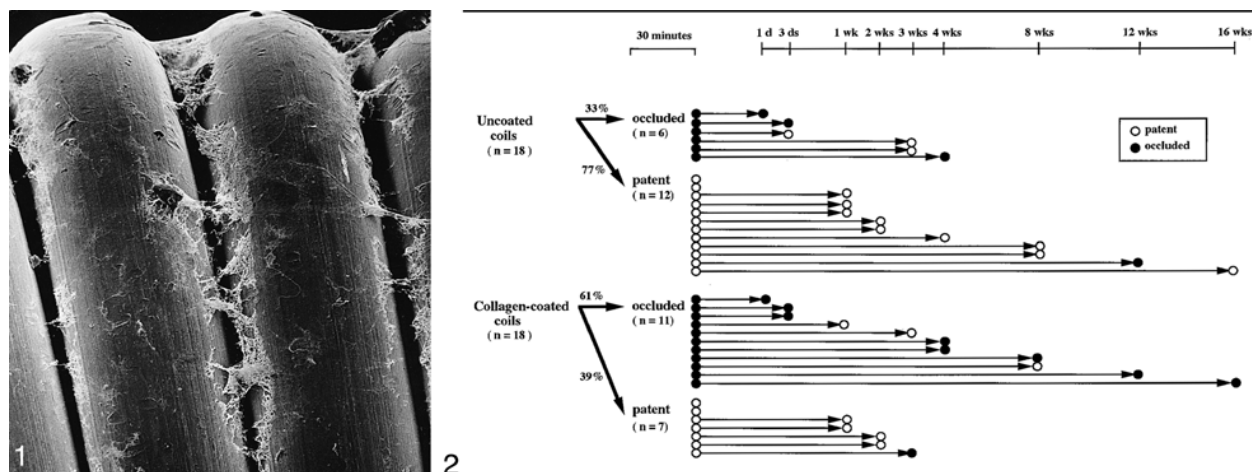 1
2
30 minutes
1 d 3 ds 1 wk 2 wks 3 wks 4 wks 8 wks 12 wks 16 wks
Uncoated
coils
( n = 18)
33%
occluded
( n = 6)
77%
patent
( n = 12)
patent
occluded
Collagen-coated
coils
( n = 18)
61%
occluded
( n = 11)
39%
patent
( n = 7)